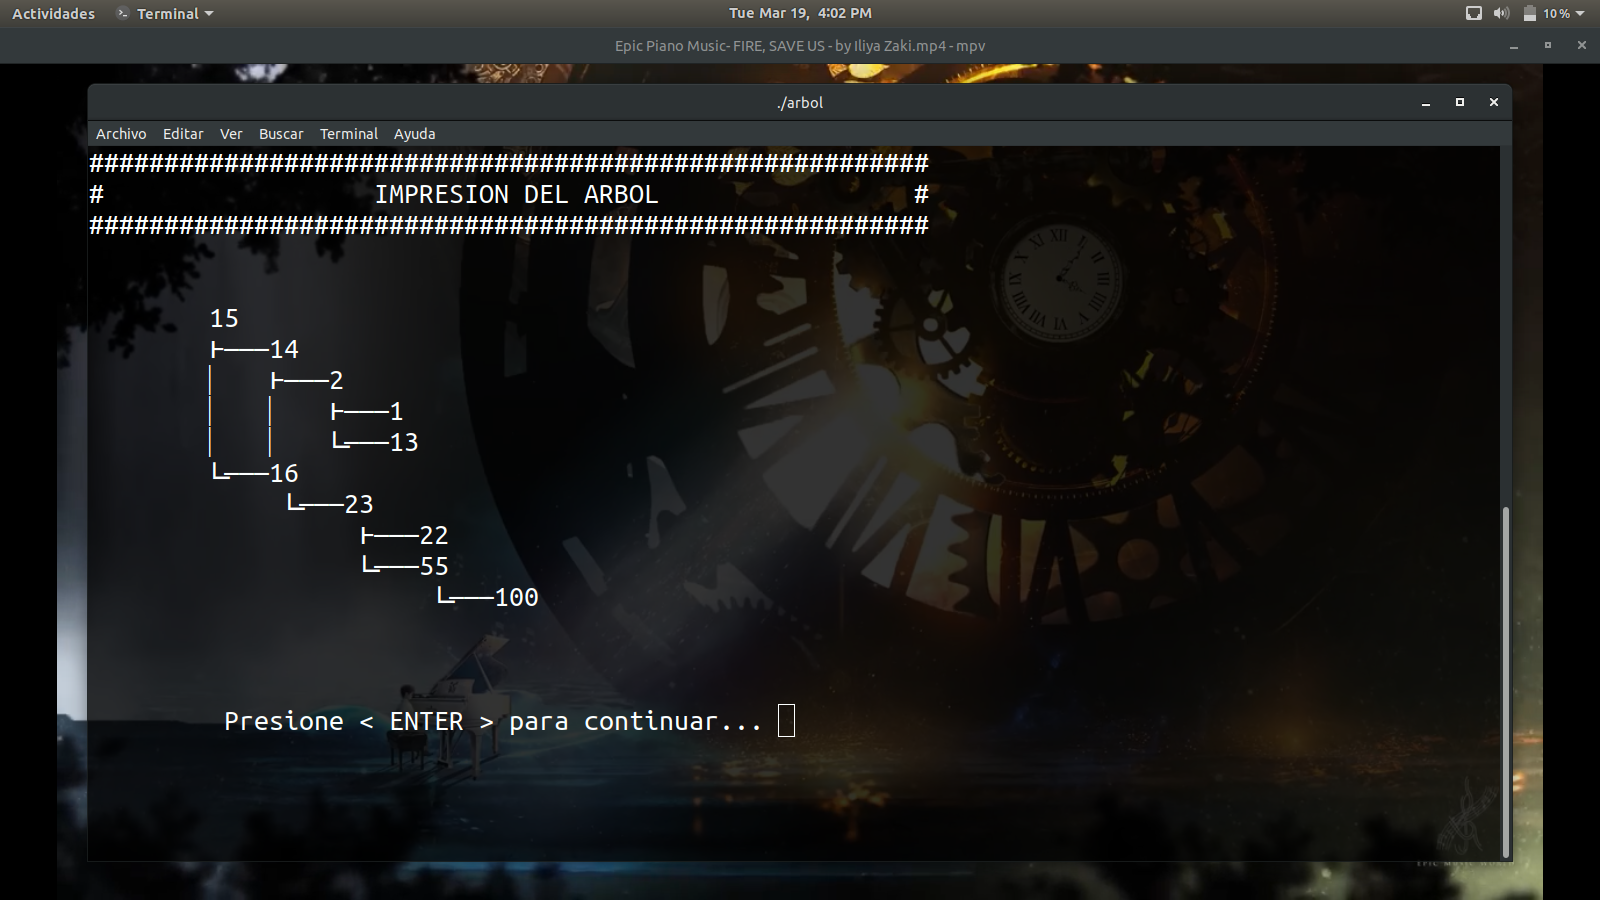 Actividades Terminal Tue Mar 19, 4:02 PM 10 %
Epic Piano Music- FIRE, SAVE US - by Iliya Zaki.mp4 - mpv
./arbol
Archivo Editar Ver Buscar Terminal Ayuda
########################################################
# IMPRESION DEL ARBOL #
########################################################
15
├───14
│ ├───2
│ │ ├───1
│ │ └───13
└───16
└───23
├───22
└───55
└───100
Presione < ENTER > para continuar...